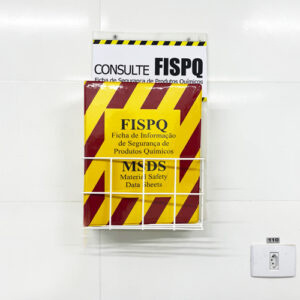 CONSULTE FISPQ
Ficha de Segurança de Produtos Químicos
FISPQ
Ficha de Informação
de Segurança de
Produtos Químicos
MSDS
Material Safety
Data Sheets
110